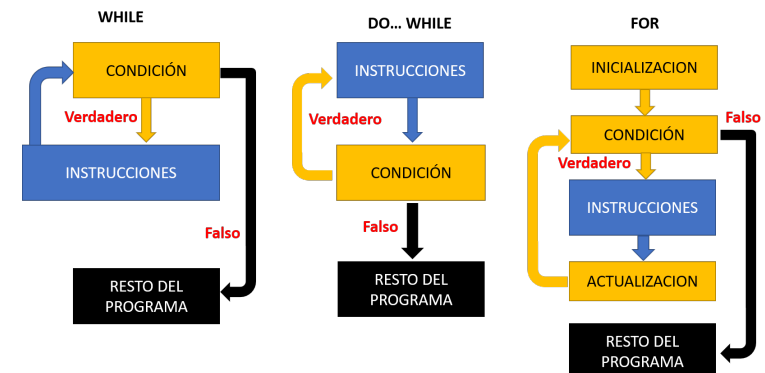 WHILE
CONDICIÓN
Verdadero
INSTRUCCIONES
Falso
RESTO DEL
PROGRAMA
DO... WHILE
INSTRUCCIONES
Verdadero
CONDICIÓN
Falso
RESTO DEL
PROGRAMA
FOR
INICIALIZACION
Falso
CONDICIÓN
Verdadero
INSTRUCCIONES
ACTUALIZACION
RESTO DEL
PROGRAMA